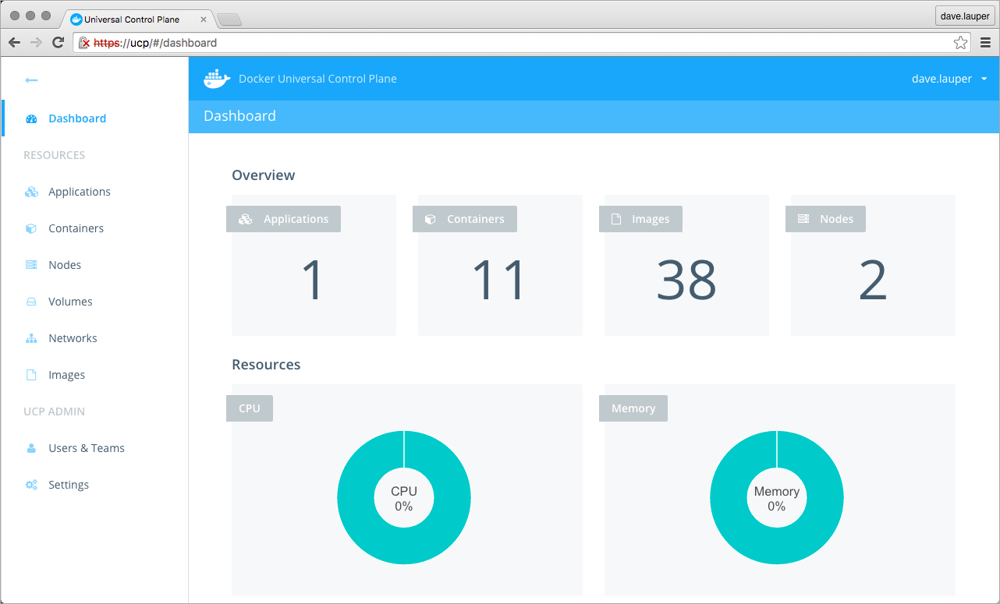 Universal Control Plane
dave.lauper
https://ucp/#/dashboard
Docker Universal Control Plane
dave.lauper
Dashboard
Dashboard
RESOURCES
Applications
Containers
Nodes
Volumes
Networks
Images
UCP ADMIN
Users & Teams
Settings
Overview
Applications
1
Containers
11
Images
38
Nodes
2
Resources
CPU
CPU
0%
Memory
Memory
0%